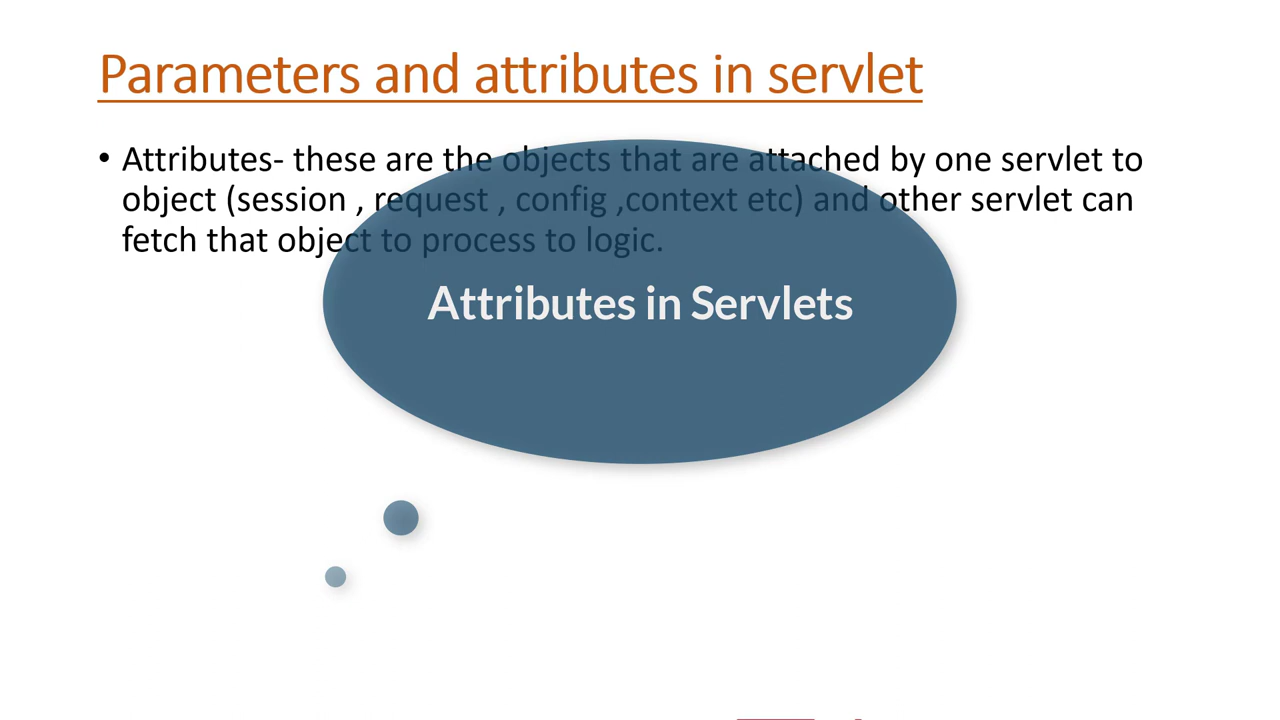 Parameters and attributes in servlet
• Attributes- these are the objects that are attached by one servlet to
object (session , request , config ,context etc) and other servlet can
fetch that object to process to logic.
Attributes in Servlets